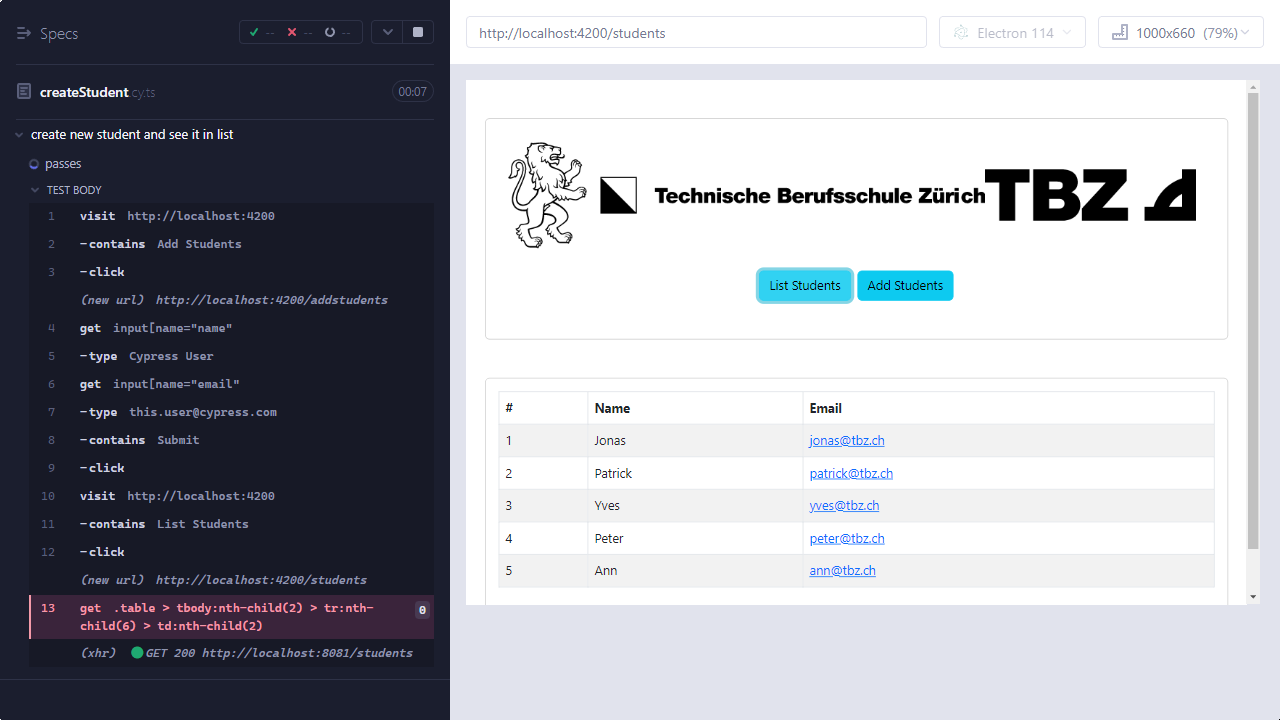 Specs
--
--
--
createStudent.cy.ts
00:07
create new student and see it in list
passes
TEST BODY
1 visit http://localhost:4200
2 -contains Add Students
3 -click
(new url) http://localhost:4200/addstudents
4 get input[name="name"
5 -type Cypress User
6 get input[name="email"
7 -type this.user@cypress.com
8 -contains Submit
9 -click
10 visit http://localhost:4200
11 -contains List Students
12 -click
(new url) http://localhost:4200/students
13 get .table > tbody:nth-child(2) > tr:nth-
child(6) > td:nth-child(2)
0
(xhr) GET 200 http://localhost:8081/students
http://localhost:4200/students
Electron 114
1000x660 (79%)
Technische Berufsschule Zürich TBZ
List Students
Add Students
# Name Email
1 Jonas jonas@tbz.ch
2 Patrick patrick@tbz.ch
3 Yves yves@tbz.ch
4 Peter peter@tbz.ch
5 Ann ann@tbz.ch